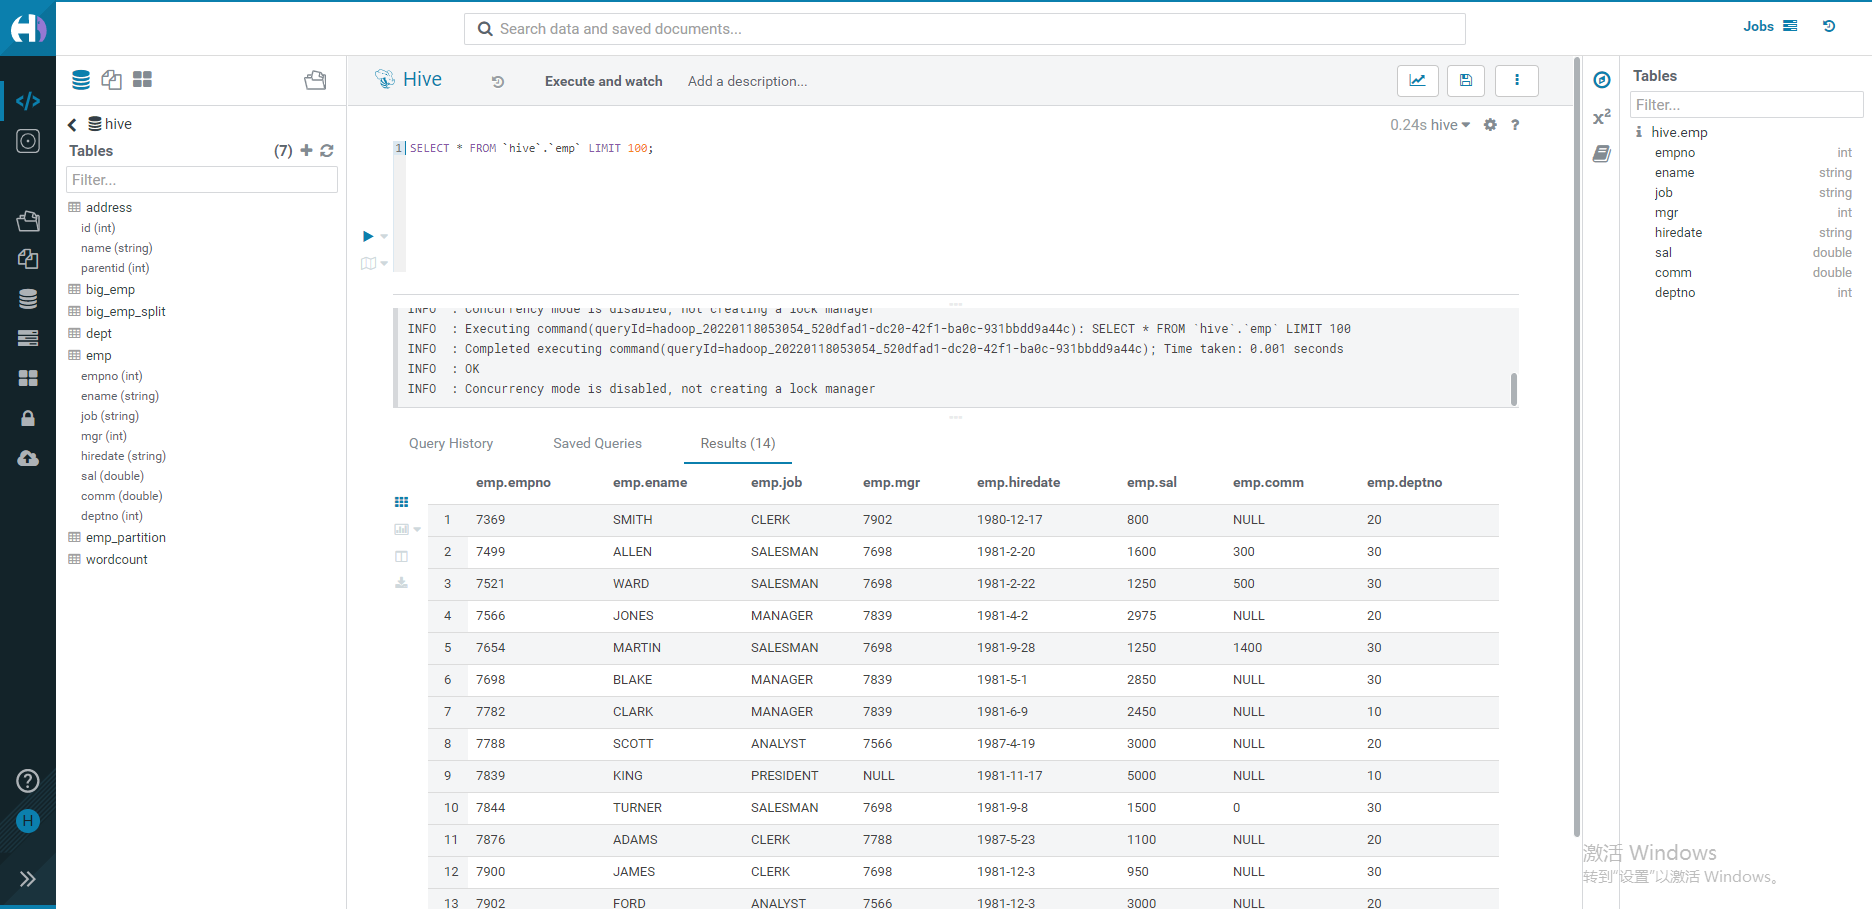 Search data and saved documents...
Jobs
Hive
Execute and watch
Add a description...
hive
Tables (7)
Filter...
address
id (int)
name (string)
parentid (int)
big_emp
big_emp_split
dept
emp
empno (int)
ename (string)
job (string)
mgr (int)
hiredate (string)
sal (double)
comm (double)
deptno (int)
emp_partition
wordcount
H
0.24s hive ?
1 SELECT * FROM `hive`.`emp` LIMIT 100;
INFO : Concurrency mode is disabled, not creating a lock manager
INFO : Executing command(queryId=hadoop_20220118053054_520dfad1-dc20-42f1-ba0c-931bbdd9a44c): SELECT * FROM `hive`.`emp` LIMIT 100
INFO : Completed executing command(queryId=hadoop_20220118053054_520dfad1-dc20-42f1-ba0c-931bbdd9a44c); Time taken: 0.001 seconds
INFO : OK
INFO : Concurrency mode is disabled, not creating a lock manager
Query History Saved Queries Results (14)
emp.empno emp.ename emp.job emp.mgr emp.hiredate emp.sal emp.comm emp.deptno
1 7369 SMITH CLERK 7902 1980-12-17 800 NULL 20
2 7499 ALLEN SALESMAN 7698 1981-2-20 1600 300 30
3 7521 WARD SALESMAN 7698 1981-2-22 1250 500 30
4 7566 JONES MANAGER 7839 1981-4-2 2975 NULL 20
5 7654 MARTIN SALESMAN 7698 1981-9-28 1250 1400 30
6 7698 BLAKE MANAGER 7839 1981-5-1 2850 NULL 30
7 7782 CLARK MANAGER 7839 1981-6-9 2450 NULL 10
8 7788 SCOTT ANALYST 7566 1987-4-19 3000 NULL 20
9 7839 KING PRESIDENT NULL 1981-11-17 5000 NULL 10
10 7844 TURNER SALESMAN 7698 1981-9-8 1500 0 30
11 7876 ADAMS CLERK 7788 1987-5-23 1100 NULL 20
12 7900 JAMES CLERK 7698 1981-12-3 950 NULL 30
13 7902 FORD ANALYST 7566 1981-12-3 3000 NULL 20
x²
Tables
Filter...
hive.emp
empno int
ename string
job string
mgr int
hiredate string
sal double
comm double
deptno int
激活 Windows
转到"设置"以激活 Windows。